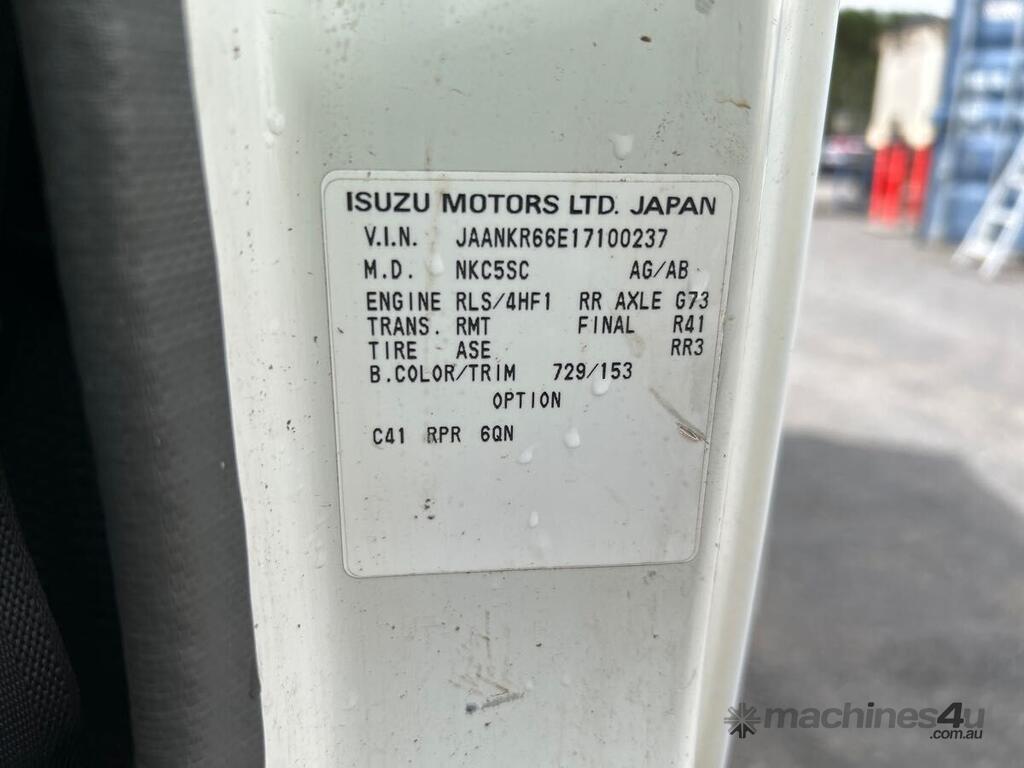 ISUZU MOTORS LTD. JAPAN
V.I.N. JAANKR66E17100237
M.D. NKC5SC AG/AB
ENGINE RLS/4HF1 RR AXLE G73
TRANS. RMT FINAL R41
TIRE ASE RR3
B.COLOR/TRIM 729/153
OPTION
C41 RPR 6QN
machines4u
.com.au